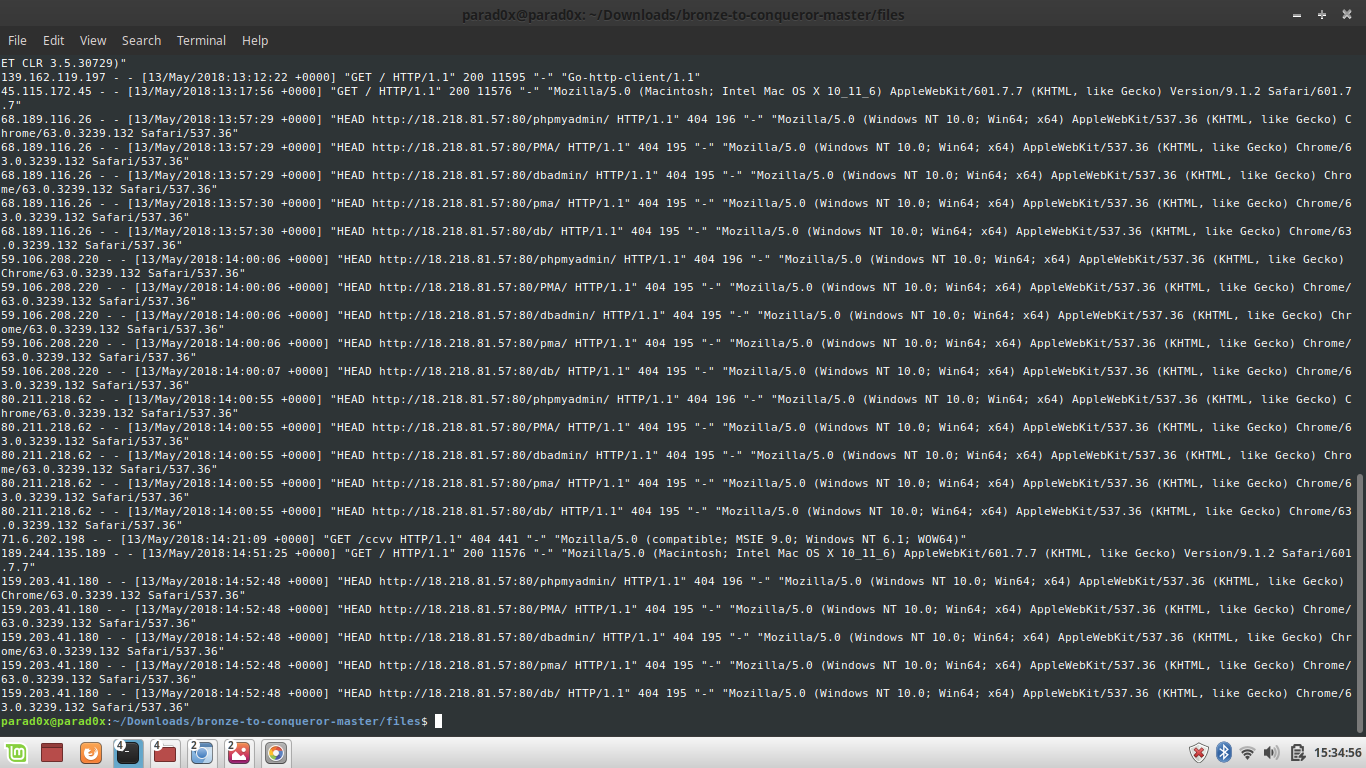 parad0x@parad0x: ~/Downloads/bronze-to-conqueror-master/files
File Edit View Search Terminal Help
ET CLR 3.5.30729)"
139.162.119.197 - - [13/May/2018:13:12:22 +0000] "GET / HTTP/1.1" 200 11595 "-" "Go-http-client/1.1"
45.115.172.45 - - [13/May/2018:13:17:56 +0000] "GET / HTTP/1.1" 200 11576 "-" "Mozilla/5.0 (Macintosh; Intel Mac OS X 10_11_6) AppleWebKit/601.7.7 (KHTML, like Gecko) Version/9.1.2 Safari/601.7
.7"
68.189.116.26 - - [13/May/2018:13:57:29 +0000] "HEAD http://18.218.81.57:80/phpmyadmin/ HTTP/1.1" 404 196 "-" "Mozilla/5.0 (Windows NT 10.0; Win64; x64) AppleWebKit/537.36 (KHTML, like Gecko) C
hrome/63.0.3239.132 Safari/537.36"
68.189.116.26 - - [13/May/2018:13:57:29 +0000] "HEAD http://18.218.81.57:80/PMA/ HTTP/1.1" 404 195 "-" "Mozilla/5.0 (Windows NT 10.0; Win64; x64) AppleWebKit/537.36 (KHTML, like Gecko) Chrome/6
3.0.3239.132 Safari/537.36"
68.189.116.26 - - [13/May/2018:13:57:29 +0000] "HEAD http://18.218.81.57:80/dbadmin/ HTTP/1.1" 404 195 "-" "Mozilla/5.0 (Windows NT 10.0; Win64; x64) AppleWebKit/537.36 (KHTML, like Gecko) Chro
me/63.0.3239.132 Safari/537.36"
68.189.116.26 - - [13/May/2018:13:57:30 +0000] "HEAD http://18.218.81.57:80/pma/ HTTP/1.1" 404 195 "-" "Mozilla/5.0 (Windows NT 10.0; Win64; x64) AppleWebKit/537.36 (KHTML, like Gecko) Chrome/6
3.0.3239.132 Safari/537.36"
68.189.116.26 - - [13/May/2018:13:57:30 +0000] "HEAD http://18.218.81.57:80/db/ HTTP/1.1" 404 195 "-" "Mozilla/5.0 (Windows NT 10.0; Win64; x64) AppleWebKit/537.36 (KHTML, like Gecko) Chrome/63
.0.3239.132 Safari/537.36"
59.106.208.220 - - [13/May/2018:14:00:06 +0000] "HEAD http://18.218.81.57:80/phpmyadmin/ HTTP/1.1" 404 196 "-" "Mozilla/5.0 (Windows NT 10.0; Win64; x64) AppleWebKit/537.36 (KHTML, like Gecko)
Chrome/63.0.3239.132 Safari/537.36"
59.106.208.220 - - [13/May/2018:14:00:06 +0000] "HEAD http://18.218.81.57:80/PMA/ HTTP/1.1" 404 195 "-" "Mozilla/5.0 (Windows NT 10.0; Win64; x64) AppleWebKit/537.36 (KHTML, like Gecko) Chrome/
63.0.3239.132 Safari/537.36"
59.106.208.220 - - [13/May/2018:14:00:06 +0000] "HEAD http://18.218.81.57:80/dbadmin/ HTTP/1.1" 404 195 "-" "Mozilla/5.0 (Windows NT 10.0; Win64; x64) AppleWebKit/537.36 (KHTML, like Gecko) Chr
ome/63.0.3239.132 Safari/537.36"
59.106.208.220 - - [13/May/2018:14:00:06 +0000] "HEAD http://18.218.81.57:80/pma/ HTTP/1.1" 404 195 "-" "Mozilla/5.0 (Windows NT 10.0; Win64; x64) AppleWebKit/537.36 (KHTML, like Gecko) Chrome/
63.0.3239.132 Safari/537.36"
59.106.208.220 - - [13/May/2018:14:00:07 +0000] "HEAD http://18.218.81.57:80/db/ HTTP/1.1" 404 195 "-" "Mozilla/5.0 (Windows NT 10.0; Win64; x64) AppleWebKit/537.36 (KHTML, like Gecko) Chrome/6
3.0.3239.132 Safari/537.36"
80.211.218.62 - - [13/May/2018:14:00:55 +0000] "HEAD http://18.218.81.57:80/phpmyadmin/ HTTP/1.1" 404 196 "-" "Mozilla/5.0 (Windows NT 10.0; Win64; x64) AppleWebKit/537.36 (KHTML, like Gecko) C
hrome/63.0.3239.132 Safari/537.36"
80.211.218.62 - - [13/May/2018:14:00:55 +0000] "HEAD http://18.218.81.57:80/PMA/ HTTP/1.1" 404 195 "-" "Mozilla/5.0 (Windows NT 10.0; Win64; x64) AppleWebKit/537.36 (KHTML, like Gecko) Chrome/6
3.0.3239.132 Safari/537.36"
80.211.218.62 - - [13/May/2018:14:00:55 +0000] "HEAD http://18.218.81.57:80/dbadmin/ HTTP/1.1" 404 195 "-" "Mozilla/5.0 (Windows NT 10.0; Win64; x64) AppleWebKit/537.36 (KHTML, like Gecko) Chro
me/63.0.3239.132 Safari/537.36"
80.211.218.62 - - [13/May/2018:14:00:55 +0000] "HEAD http://18.218.81.57:80/pma/ HTTP/1.1" 404 195 "-" "Mozilla/5.0 (Windows NT 10.0; Win64; x64) AppleWebKit/537.36 (KHTML, like Gecko) Chrome/6
3.0.3239.132 Safari/537.36"
80.211.218.62 - - [13/May/2018:14:00:55 +0000] "HEAD http://18.218.81.57:80/db/ HTTP/1.1" 404 195 "-" "Mozilla/5.0 (Windows NT 10.0; Win64; x64) AppleWebKit/537.36 (KHTML, like Gecko) Chrome/63
.0.3239.132 Safari/537.36"
71.6.202.198 - - [13/May/2018:14:21:09 +0000] "GET /ccvv HTTP/1.1" 404 441 "-" "Mozilla/5.0 (compatible; MSIE 9.0; Windows NT 6.1; WOW64)"
189.244.135.189 - - [13/May/2018:14:51:25 +0000] "GET / HTTP/1.1" 200 11576 "-" "Mozilla/5.0 (Macintosh; Intel Mac OS X 10_11_6) AppleWebKit/601.7.7 (KHTML, like Gecko) Version/9.1.2 Safari/601
.7.7"
159.203.41.180 - - [13/May/2018:14:52:48 +0000] "HEAD http://18.218.81.57:80/phpmyadmin/ HTTP/1.1" 404 196 "-" "Mozilla/5.0 (Windows NT 10.0; Win64; x64) AppleWebKit/537.36 (KHTML, like Gecko)
Chrome/63.0.3239.132 Safari/537.36"
159.203.41.180 - - [13/May/2018:14:52:48 +0000] "HEAD http://18.218.81.57:80/PMA/ HTTP/1.1" 404 195 "-" "Mozilla/5.0 (Windows NT 10.0; Win64; x64) AppleWebKit/537.36 (KHTML, like Gecko) Chrome/
63.0.3239.132 Safari/537.36"
159.203.41.180 - - [13/May/2018:14:52:48 +0000] "HEAD http://18.218.81.57:80/dbadmin/ HTTP/1.1" 404 195 "-" "Mozilla/5.0 (Windows NT 10.0; Win64; x64) AppleWebKit/537.36 (KHTML, like Gecko) Chr
ome/63.0.3239.132 Safari/537.36"
159.203.41.180 - - [13/May/2018:14:52:48 +0000] "HEAD http://18.218.81.57:80/pma/ HTTP/1.1" 404 195 "-" "Mozilla/5.0 (Windows NT 10.0; Win64; x64) AppleWebKit/537.36 (KHTML, like Gecko) Chrome/
63.0.3239.132 Safari/537.36"
159.203.41.180 - - [13/May/2018:14:52:48 +0000] "HEAD http://18.218.81.57:80/db/ HTTP/1.1" 404 195 "-" "Mozilla/5.0 (Windows NT 10.0; Win64; x64) AppleWebKit/537.36 (KHTML, like Gecko) Chrome/6
3.0.3239.132 Safari/537.36"
parad0x@parad0x:~/Downloads/bronze-to-conqueror-master/files$
4 4 2 2 15:34:56